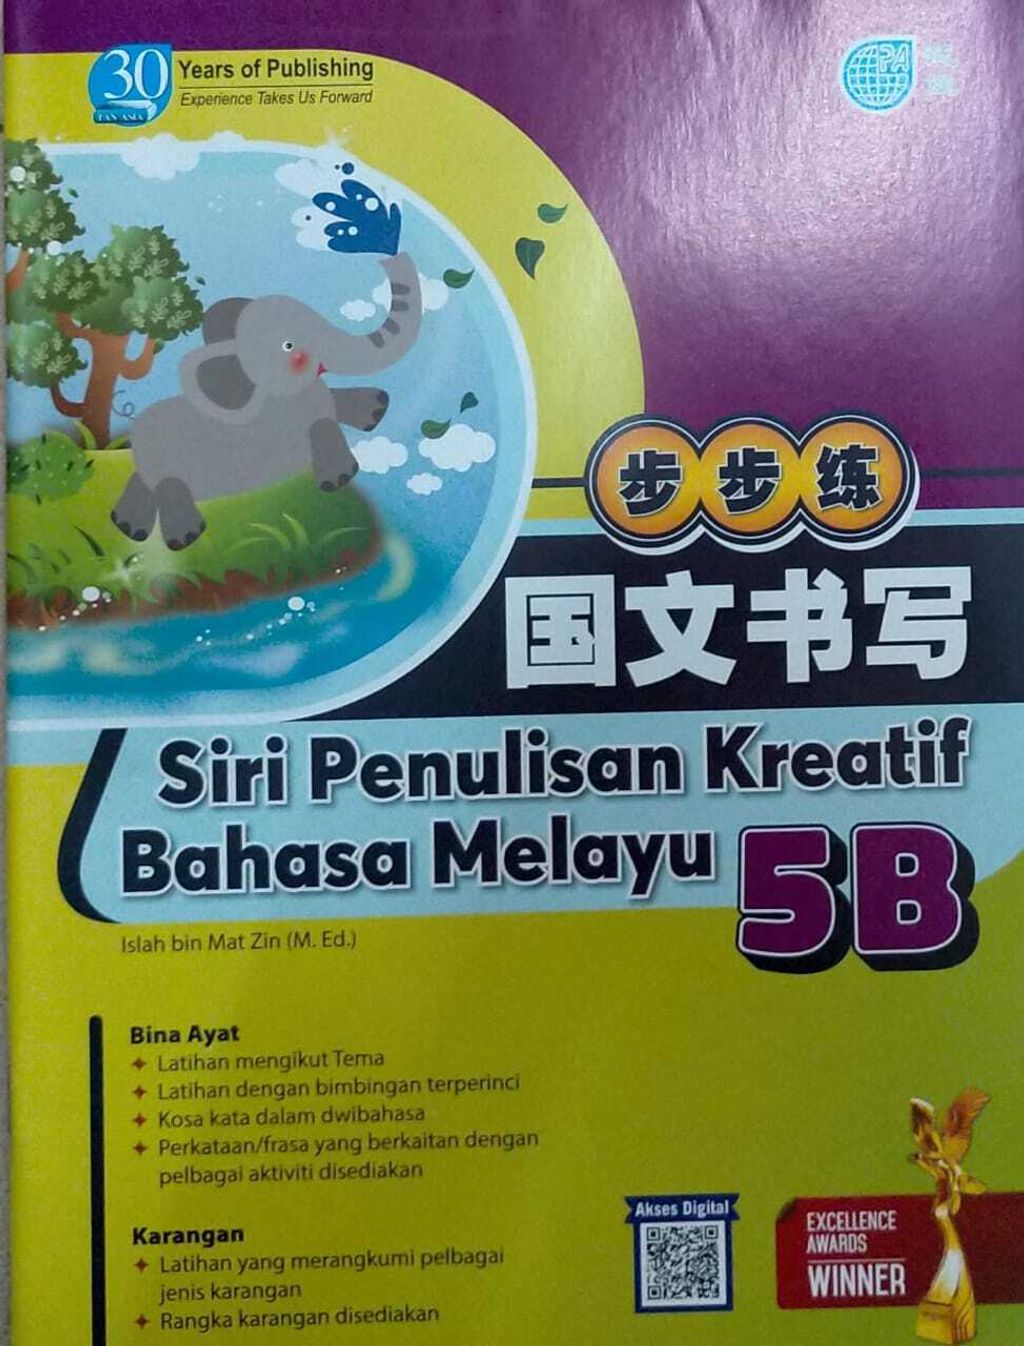 30
PAN ASIA
Years of Publishing
Experience Takes Us Forward
PA
步步练
国文书写
Siri Penulisan Kreatif
Bahasa Melayu 5B
Islah bin Mat Zin (M. Ed.)
Bina Ayat
Latihan mengikut Tema
Latihan dengan bimbingan terperinci
Kosa kata dalam dwibahasa
Perkataan/frasa yang berkaitan dengan
pelbagai aktiviti disediakan
Karangan
Latihan yang merangkumi pelbagai
jenis karangan
Rangka karangan disediakan
Akses Digital
EXCELLENCE
AWARDS
WINNER